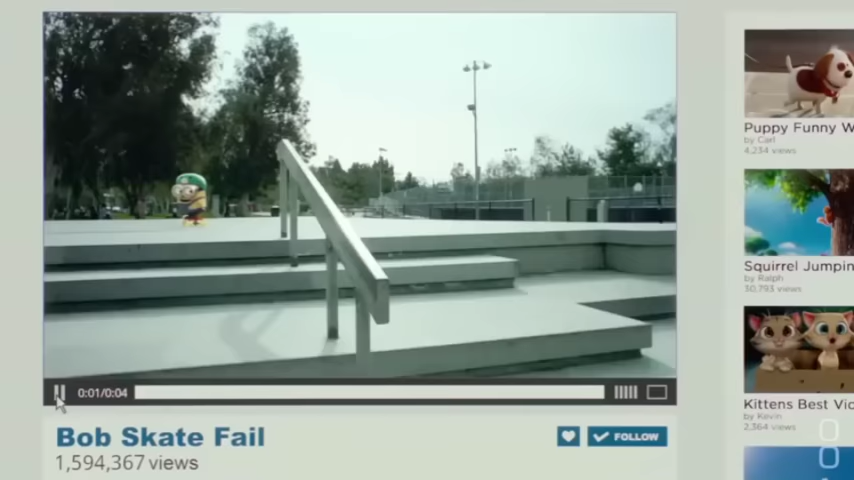 0:01/0:04
Bob Skate Fail
FOLLOW
1,594,367 views
Puppy Funny W
by Carl
4,234 views
Squirrel Jumpin
by Ralph
30,793 views
Kittens Best Vic
by Kevin
2,364 views